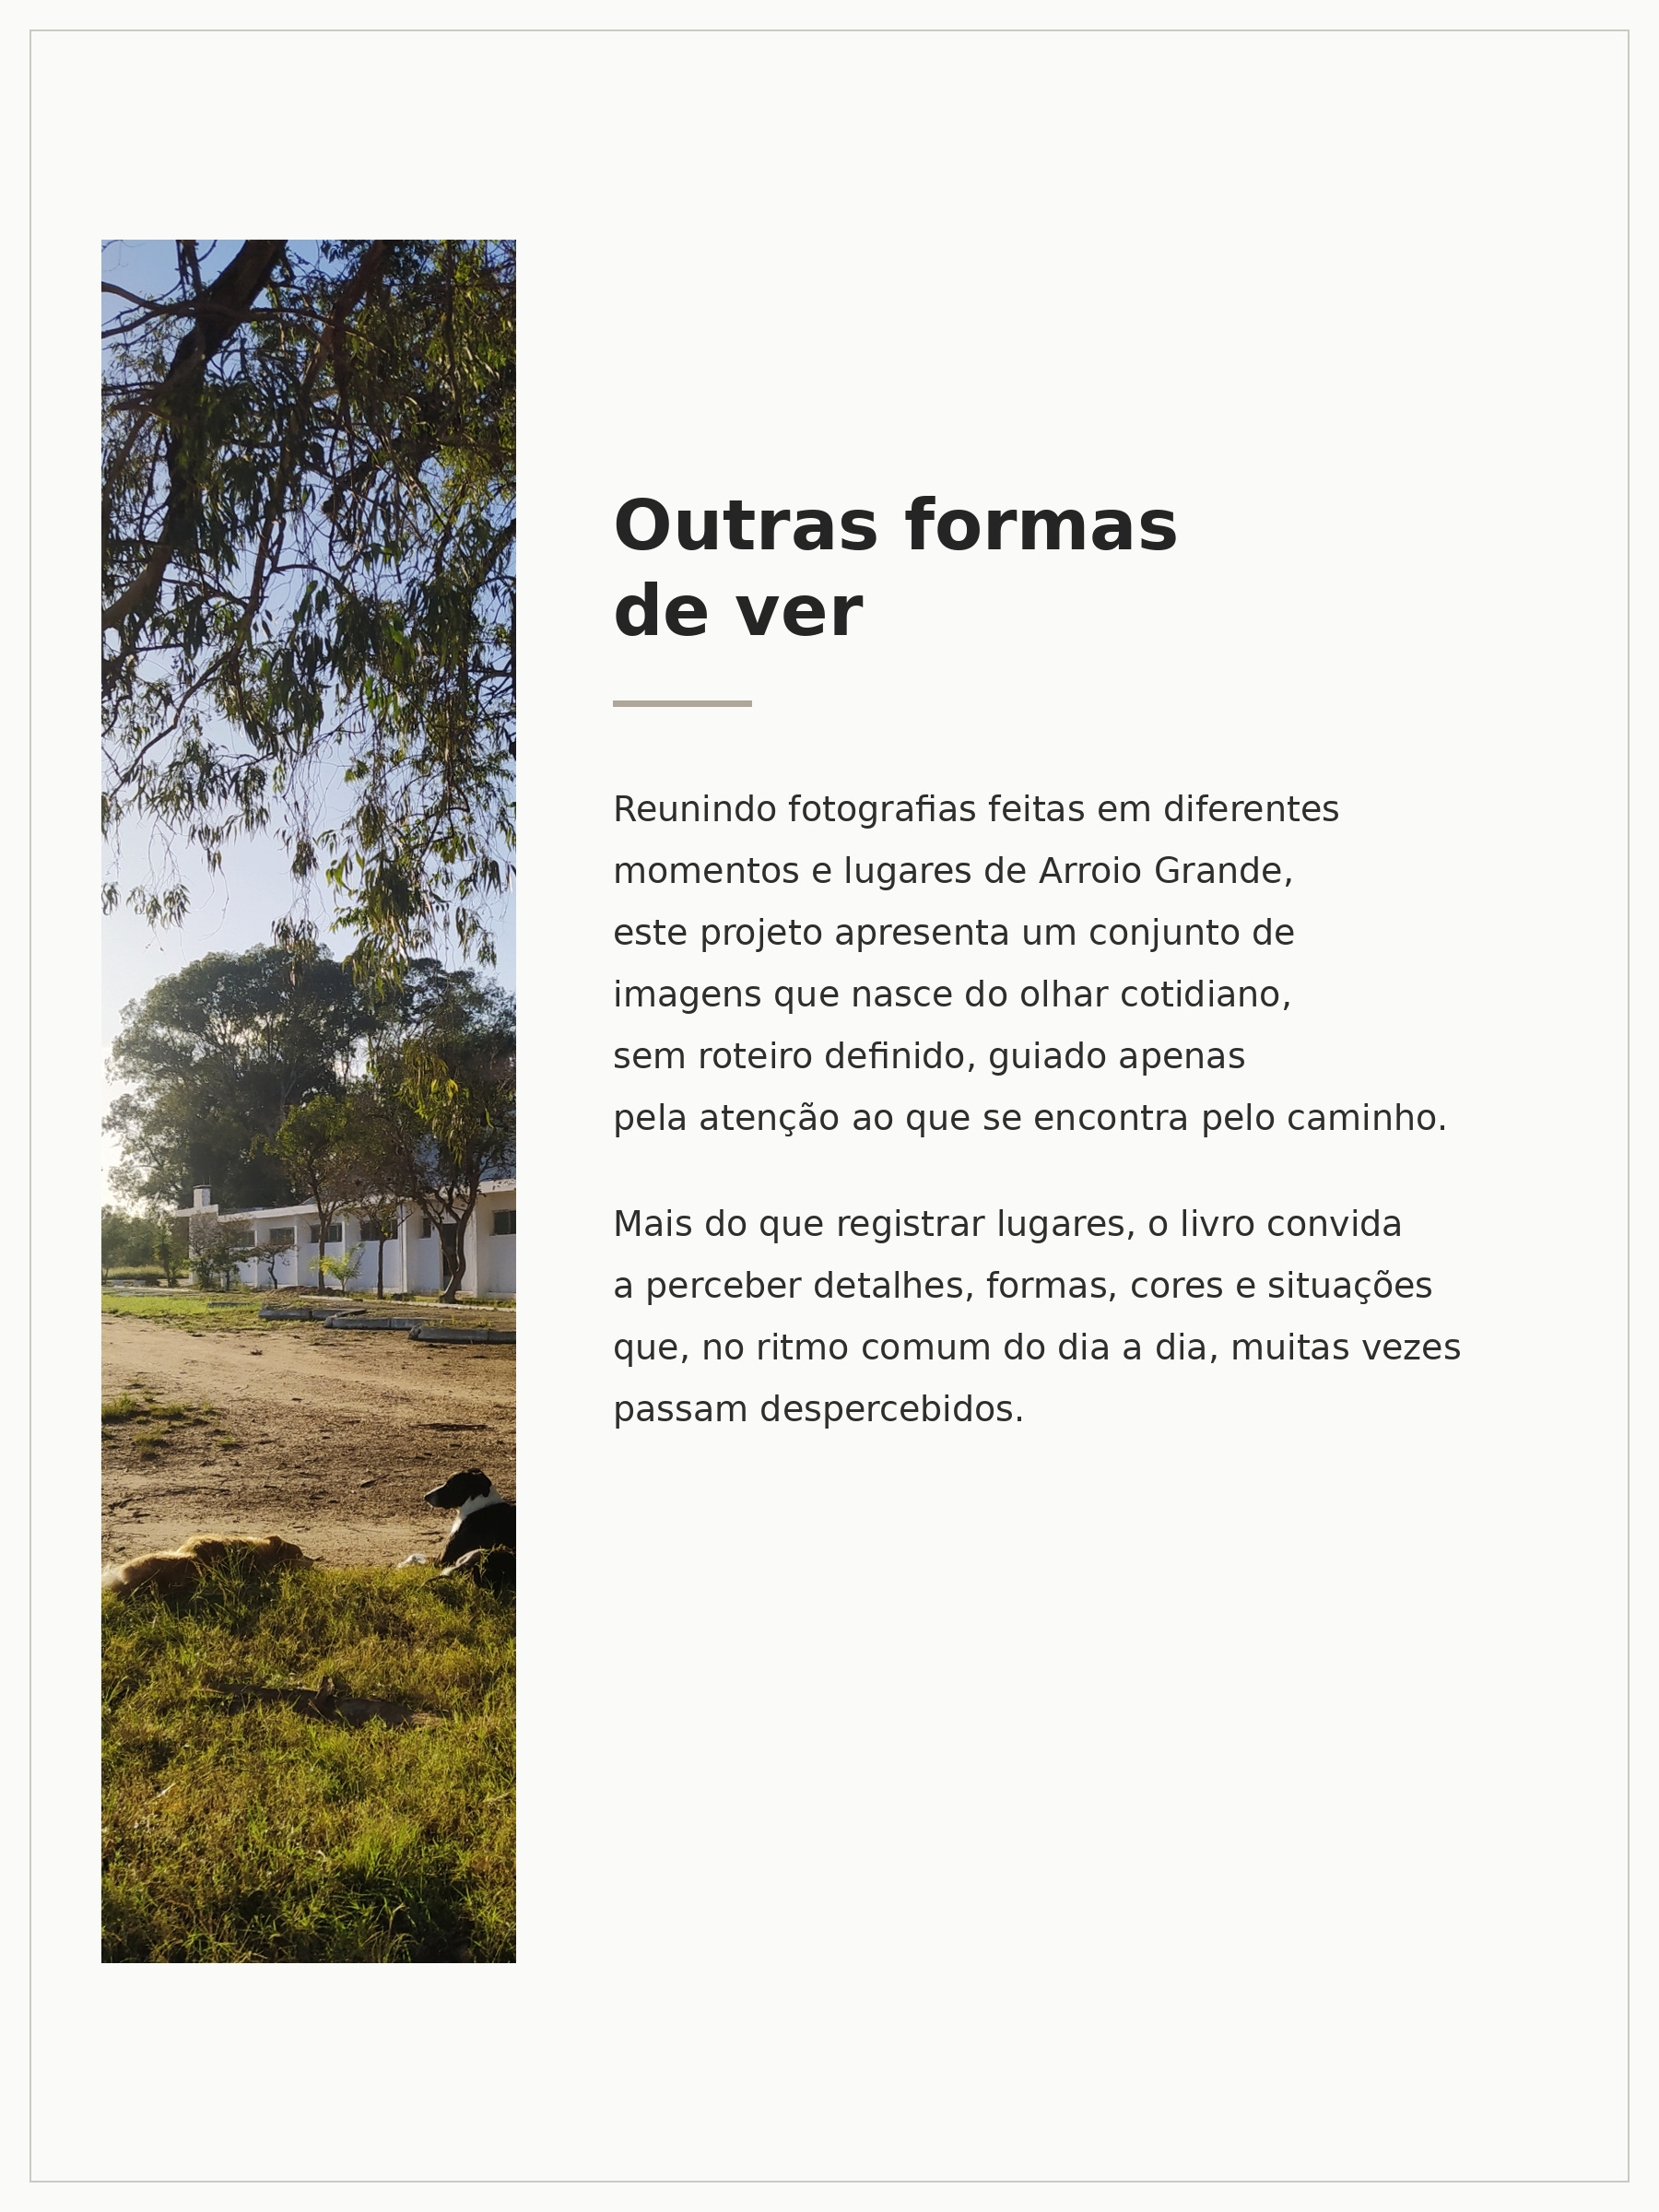 Outras formas
de ver
Reunindo fotografias feitas em diferentes
momentos e lugares de Arroio Grande,
este projeto apresenta um conjunto de
imagens que nasce do olhar cotidiano,
sem roteiro definido, guiado apenas
pela atenção ao que se encontra pelo caminho.
Mais do que registrar lugares, o livro convida
a perceber detalhes, formas, cores e situações
que, no ritmo comum do dia a dia, muitas vezes
passam despercebidos.